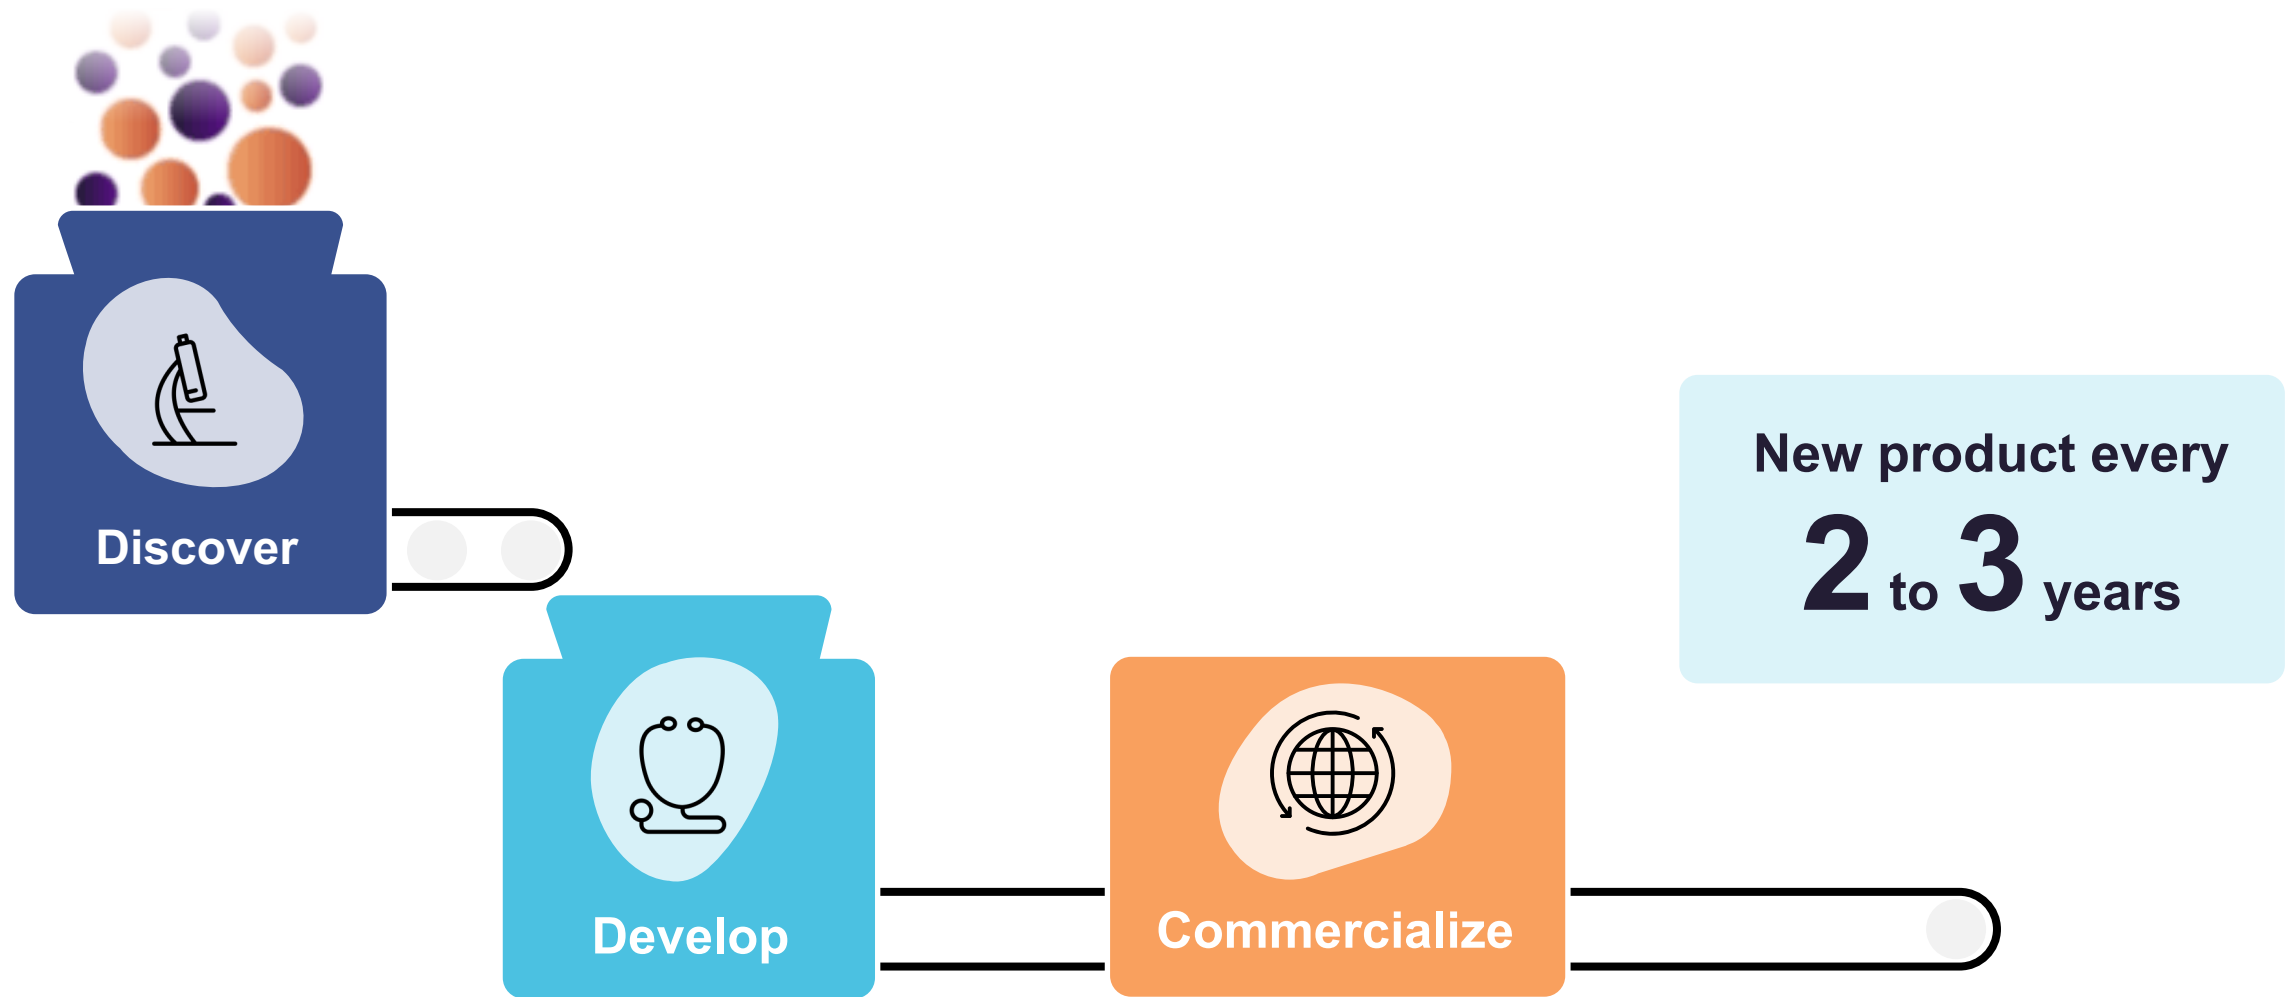 Discover
Develop
Commercialize
New product every
2 to 3 years